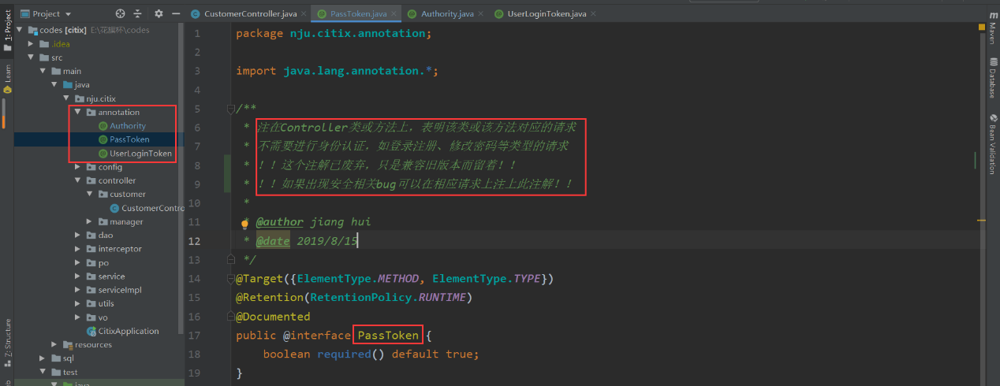 Project
CustomerController.java
PassToken.java
Authority.java
UserLoginToken.java
1: Project
Learn
Z: Structure
codes [citix] E:\花旗杯\codes
.idea
src
main
java
nju.citix
annotation
Authority
PassToken
UserLoginToken
config
controller
customer
CustomerContro
manager
dao
interceptor
po
service
serviceImpl
utils
vo
CitixApplication
resources
sql
test
java
1 package nju.citix.annotation;
2
3 import java.lang.annotation.*;
4
5 /**
6 * 注在Controller类或方法上，表明该类或该方法对应的请求
7 * 不需要进行身份认证，如登录注册、修改密码等类型的请求
8 * ！！这个注解已废弃，只是兼容旧版本而留着！！
9 * ！！如果出现安全相关bug可以在相应请求上注上此注解！！
10 *
11 * @author jiang hui
12 * @date 2019/8/15
13 */
14 @Target({ElementType.METHOD, ElementType.TYPE})
15 @Retention(RetentionPolicy.RUNTIME)
16 @Documented
17 public @interface PassToken {
18 boolean required() default true;
19 }
m
Maven
Database
Bean Validation